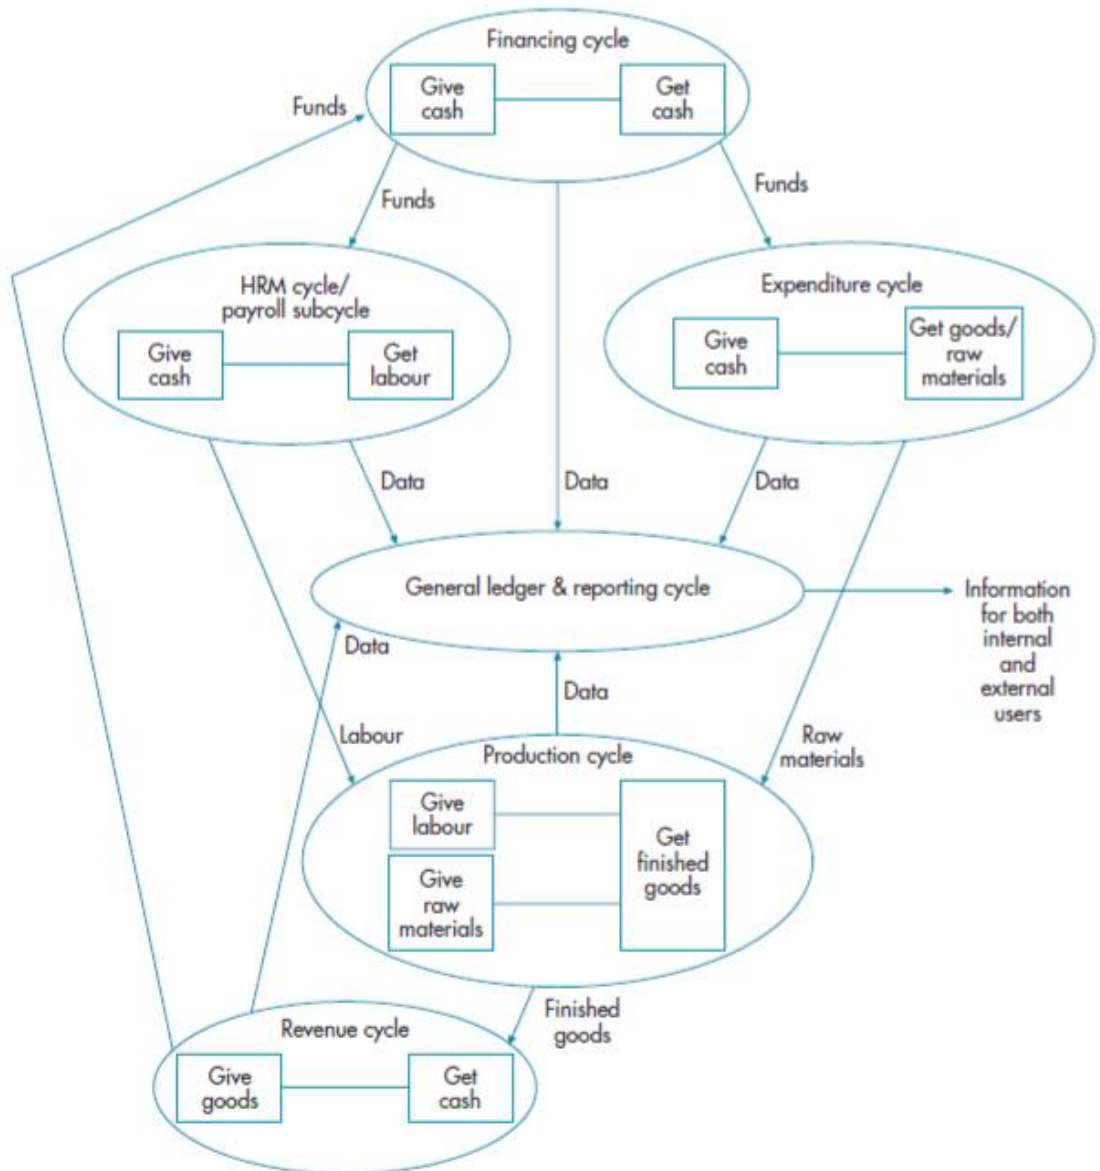 Financing cycle
Give
cash
Get
cash
Funds
Funds
Funds
HRM cycle/
payroll subcycle
Give
cash
Get
labour
Expenditure cycle
Give
cash
Get goods/
raw
materials
Data
Data
Data
General ledger & reporting cycle
Information
for both
internal
and
external
users
Data
Data
Labour
Raw
materials
Production cycle
Give
labour
Give
raw
materials
Get
finished
goods
Finished
goods
Revenue cycle
Give
goods
Get
cash